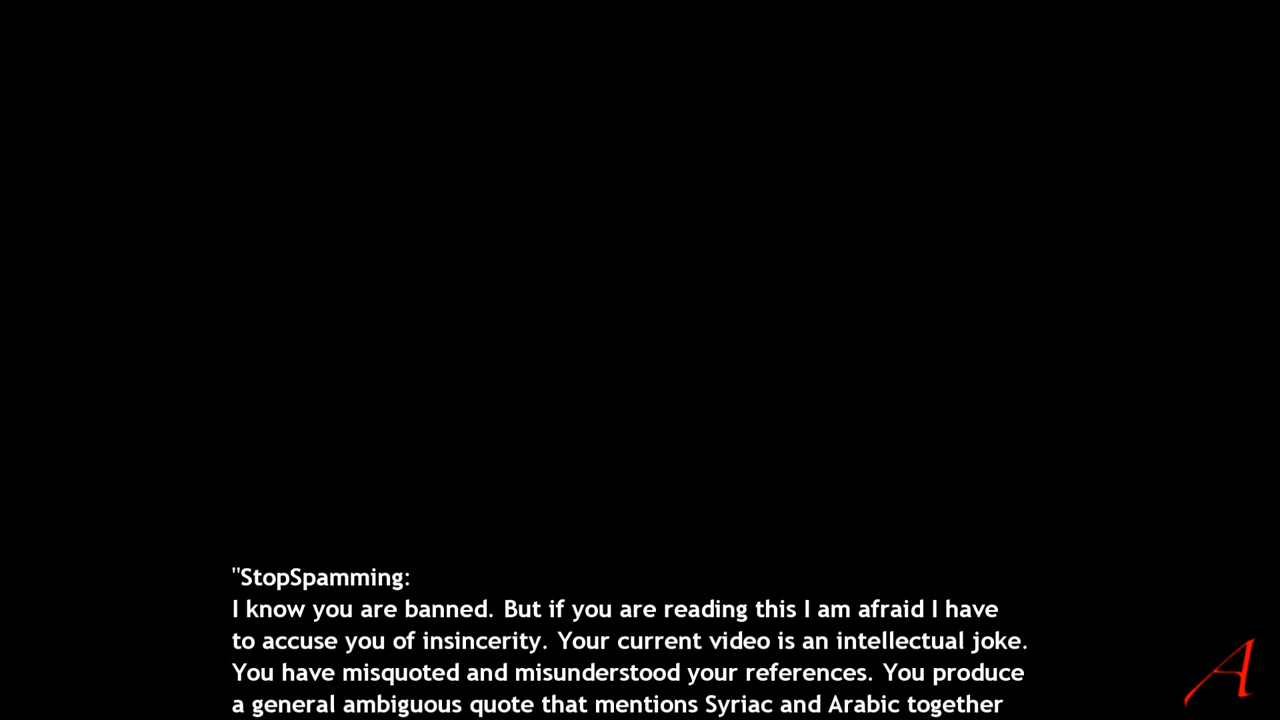 "StopSpamming:
I know you are banned. But if you are reading this I am afraid I have
to accuse you of insincerity. Your current video is an intellectual joke.
You have misquoted and misunderstood your references. You produce
a general ambiguous quote that mentions Syriac and Arabic together
A